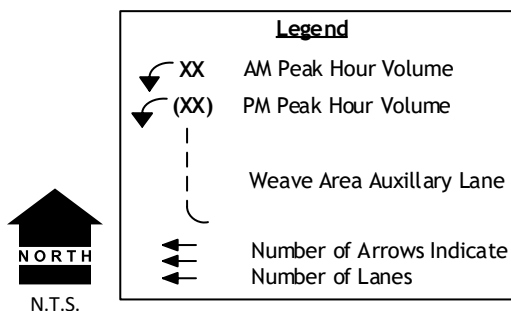 Legend
XX AM Peak Hour Volume
(XX) PM Peak Hour Volume
Weave Area Auxillary Lane
Number of Arrows Indicate
Number of Lanes
NORTH
N.T.S.